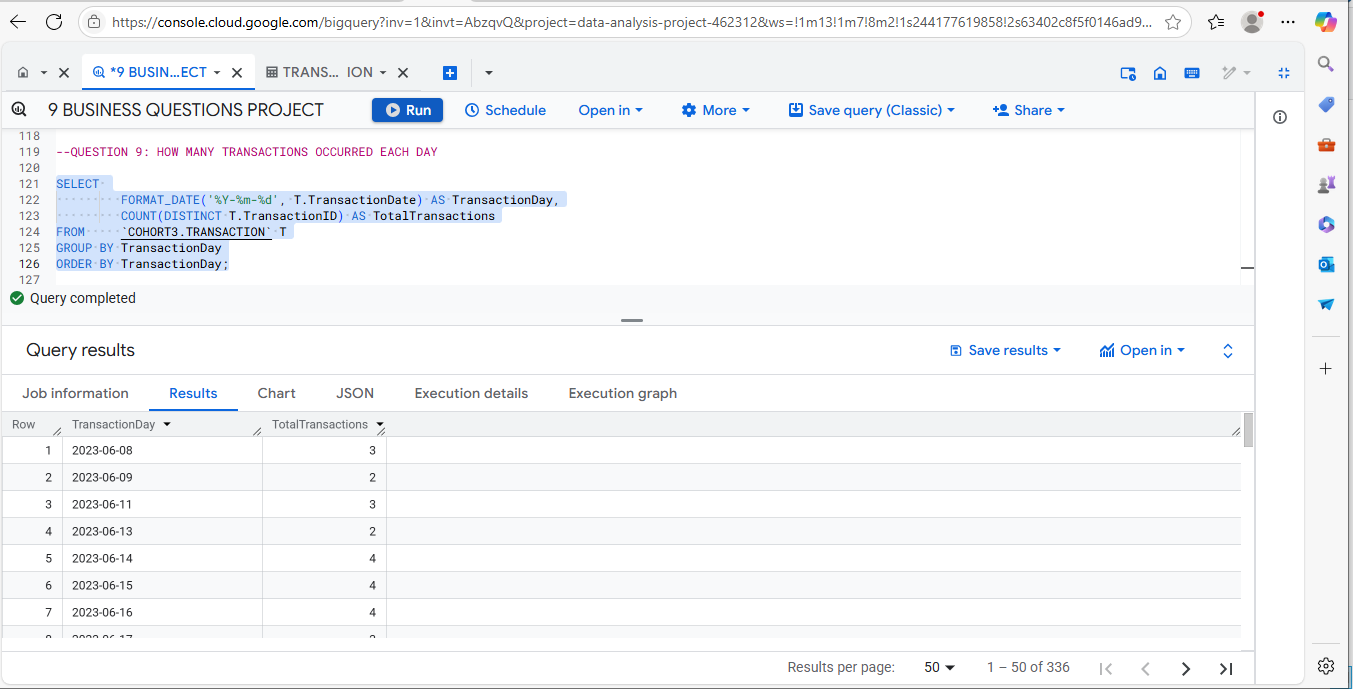 https://console.cloud.google.com/bigquery?inv=1&invt=AbzqvQ&project=data-analysis-project-462312&ws=!1m13!1m7!8m2!1s244177619858!2s63402c8f5f0146ad9...
*9 BUSIN...ECT
TRANS... ION
9 BUSINESS QUESTIONS PROJECT
Run
Schedule
Open in
More
Save query (Classic)
Share
118
119 --QUESTION 9: HOW MANY TRANSACTIONS OCCURRED EACH DAY
120
121 SELECT
122 FORMAT_DATE('%Y-%m-%d', T.TransactionDate) AS TransactionDay,
123 COUNT(DISTINCT T.TransactionID) AS TotalTransactions
124 FROM `COHORT3.TRANSACTION` T
125 GROUP BY TransactionDay
126 ORDER BY TransactionDay;
127
Query completed
Query results
Save results
Open in
Job information Results Chart JSON Execution details Execution graph
Row TransactionDay TotalTransactions
1 2023-06-08 3
2 2023-06-09 2
3 2023-06-11 3
4 2023-06-13 2
5 2023-06-14 4
6 2023-06-15 4
7 2023-06-16 4
Results per page: 50 1 – 50 of 336